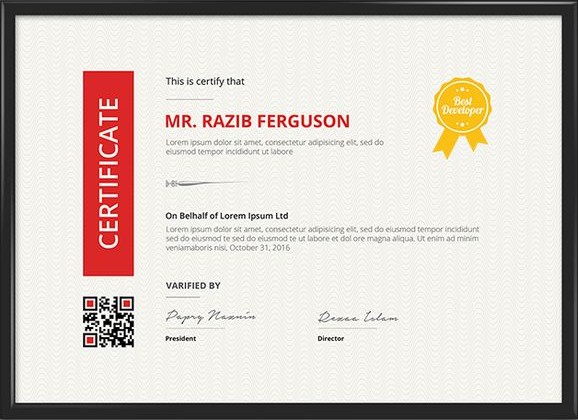 CERTIFICATE
This is certify that
MR. RAZIB FERGUSON
Lorem ipsum dolor sit amet, consectetur adipisicing elit, sed do
eiusmod tempor incididunt ut labore
Best
Developer
On Belhalf of Lorem Ipsum Ltd
Lorem ipsum dolor sit amet, consectetur adipisicing elit, sed do eiusmod tempor incididunt
sed do eiusmod te sed do eiusmod te ut labore et dol ore magna aliqua. Ut enim ad minim
veniamaboris nisi, October 31, 2016
VARIFIED BY
Papry Naznin
Rezaa Islam
President
Director